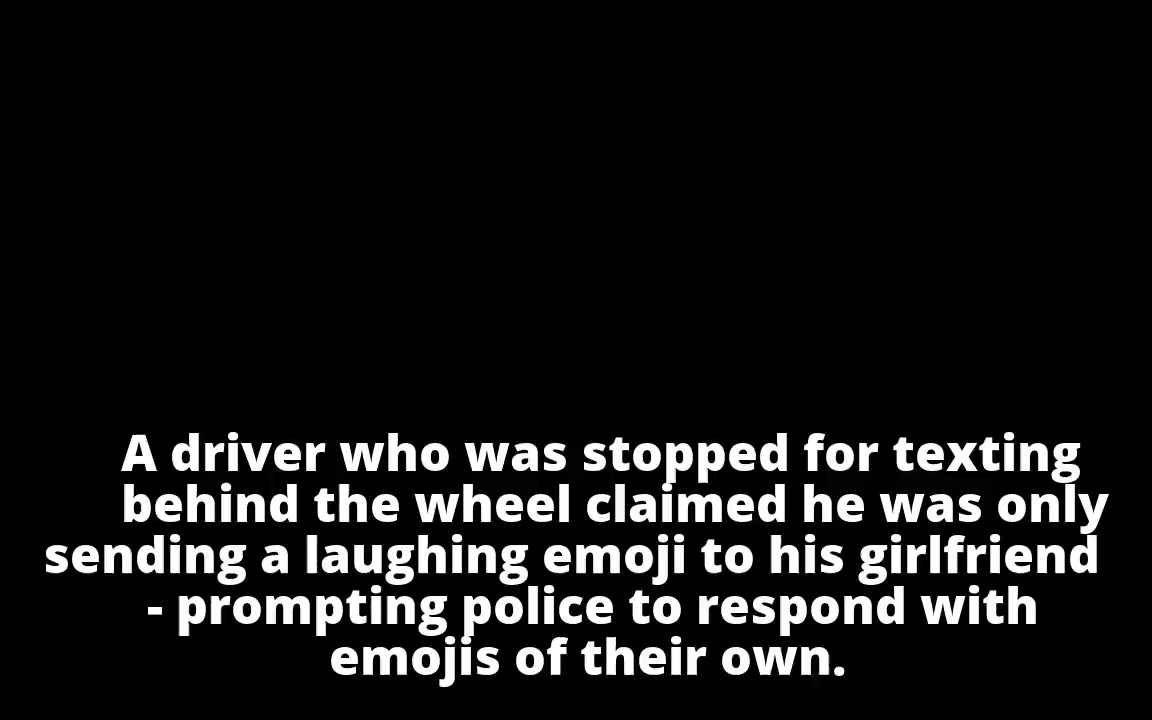 A driver who was stopped for texting
behind the wheel claimed he was only
sending a laughing emoji to his girlfriend
- prompting police to respond with
emojis of their own.